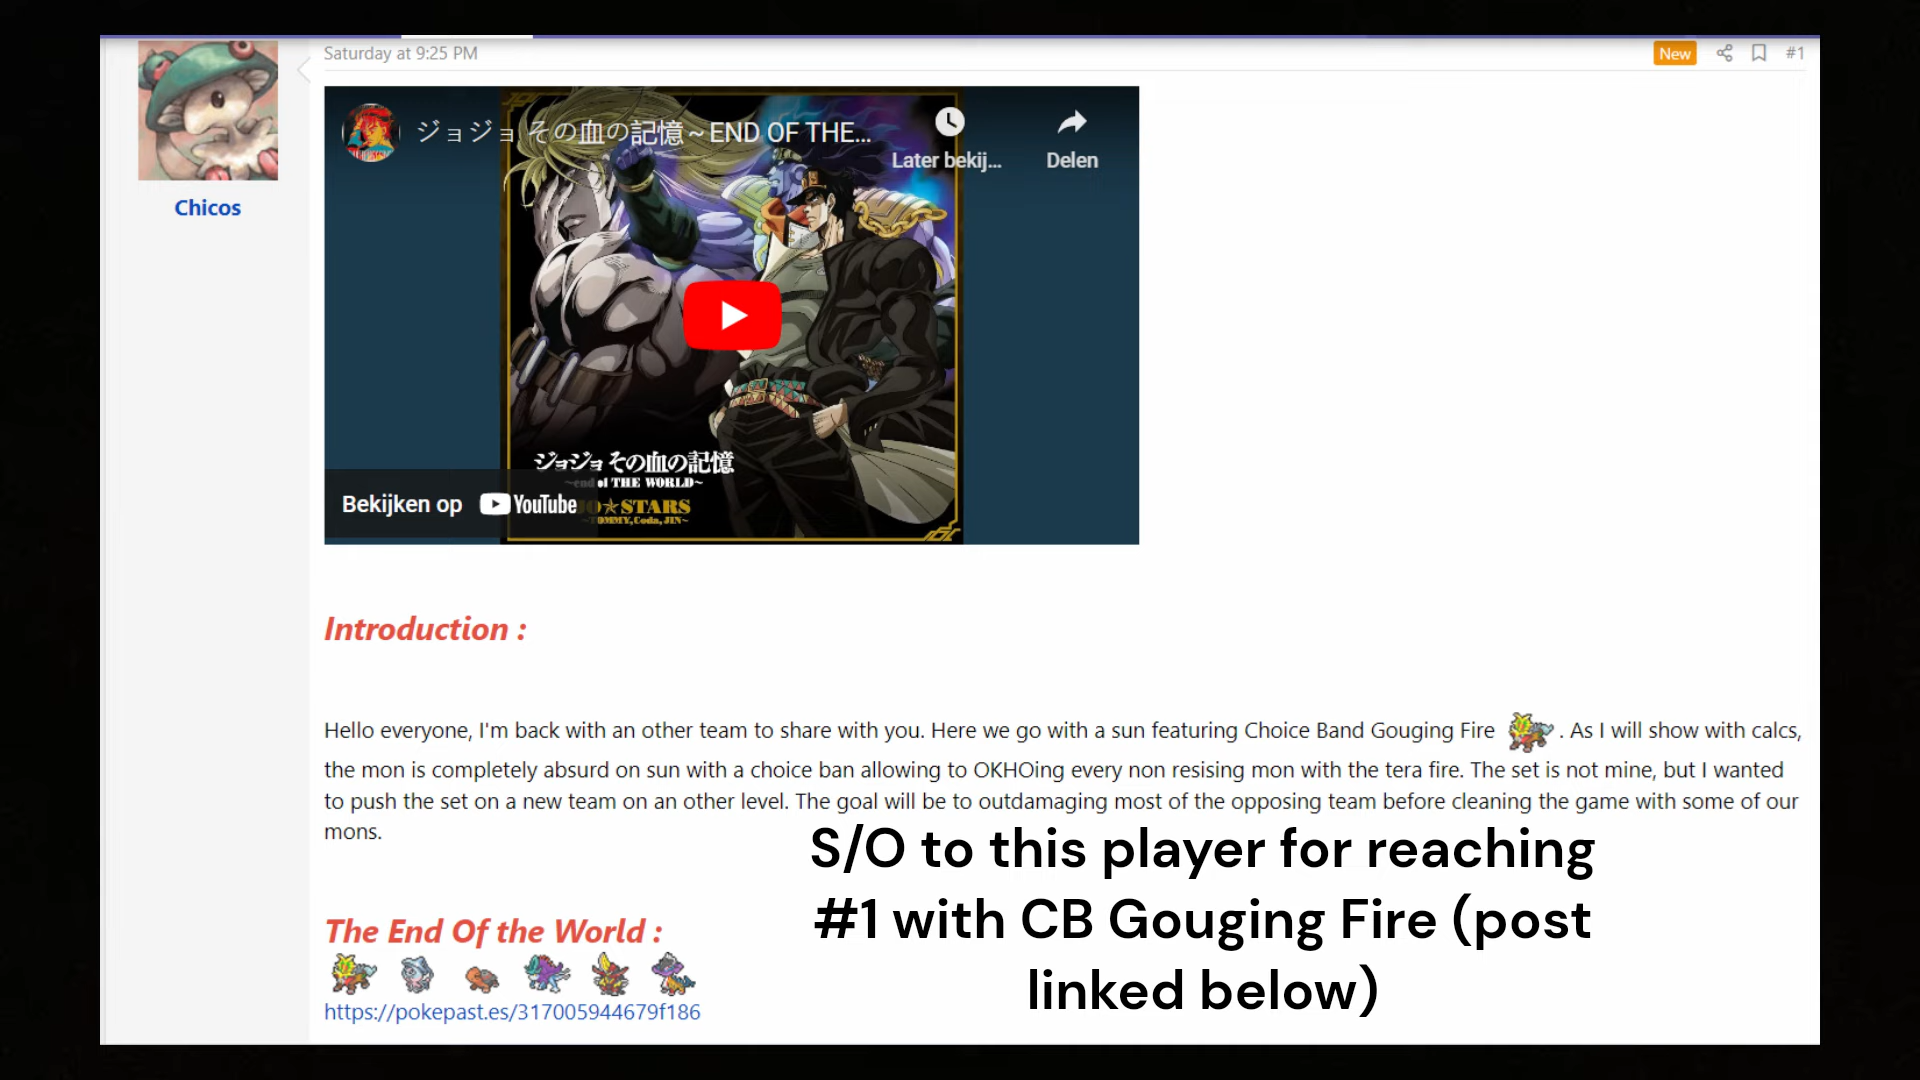 Saturday at 9:25 PM
New
#1
Chicos
ジョジョ その血の記憶~END OF THE...
Later bekij...
Delen
ジョジョ その血の記憶
~end of THE WORLD~
JO★STARS
~TOMMY, Coda, JIN~
Bekijken op YouTube
Introduction :
Hello everyone, I'm back with an other team to share with you. Here we go with a sun featuring Choice Band Gouging Fire . As I will show with calcs,
the mon is completely absurd on sun with a choice ban allowing to OKHOing every non resising mon with the tera fire. The set is not mine, but I wanted
to push the set on a new team on an other level. The goal will be to outdamaging most of the opposing team before cleaning the game with some of our
mons.
S/O to this player for reaching
#1 with CB Gouging Fire (post
linked below)
The End Of the World :
https://pokepast.es/317005944679f186